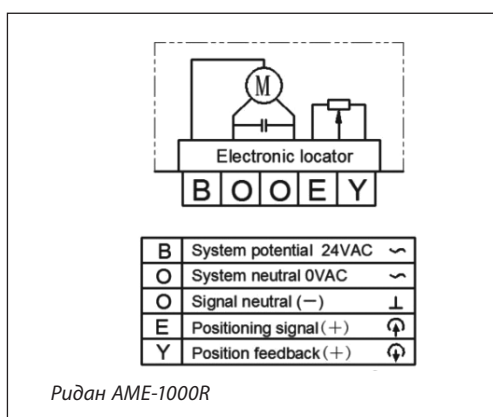 M
Electronic locator
B O O E Y
B System potential 24VAC ∽
O System neutral 0VAC ∽
O Signal neutral (—) ⊥
E Positioning signal (+)
Y Position feedback (+)
Ридан AME-1000R